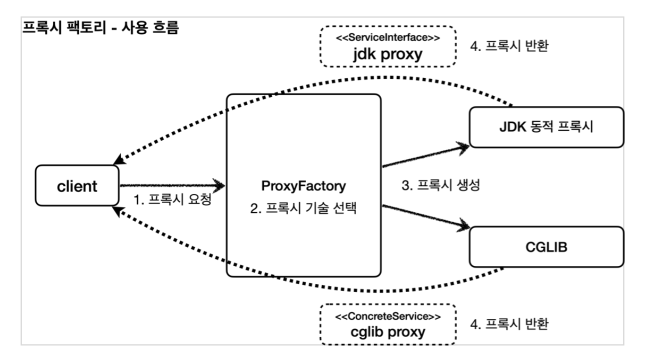 프록시 팩토리 - 사용 흐름
<<ServiceInterface>>
jdk proxy
4. 프록시 반환
JDK 동적 프록시
client
1. 프록시 요청
ProxyFactory
2. 프록시 기술 선택
3. 프록시 생성
CGLIB
<<ConcreteService>>
cglib proxy
4. 프록시 반환